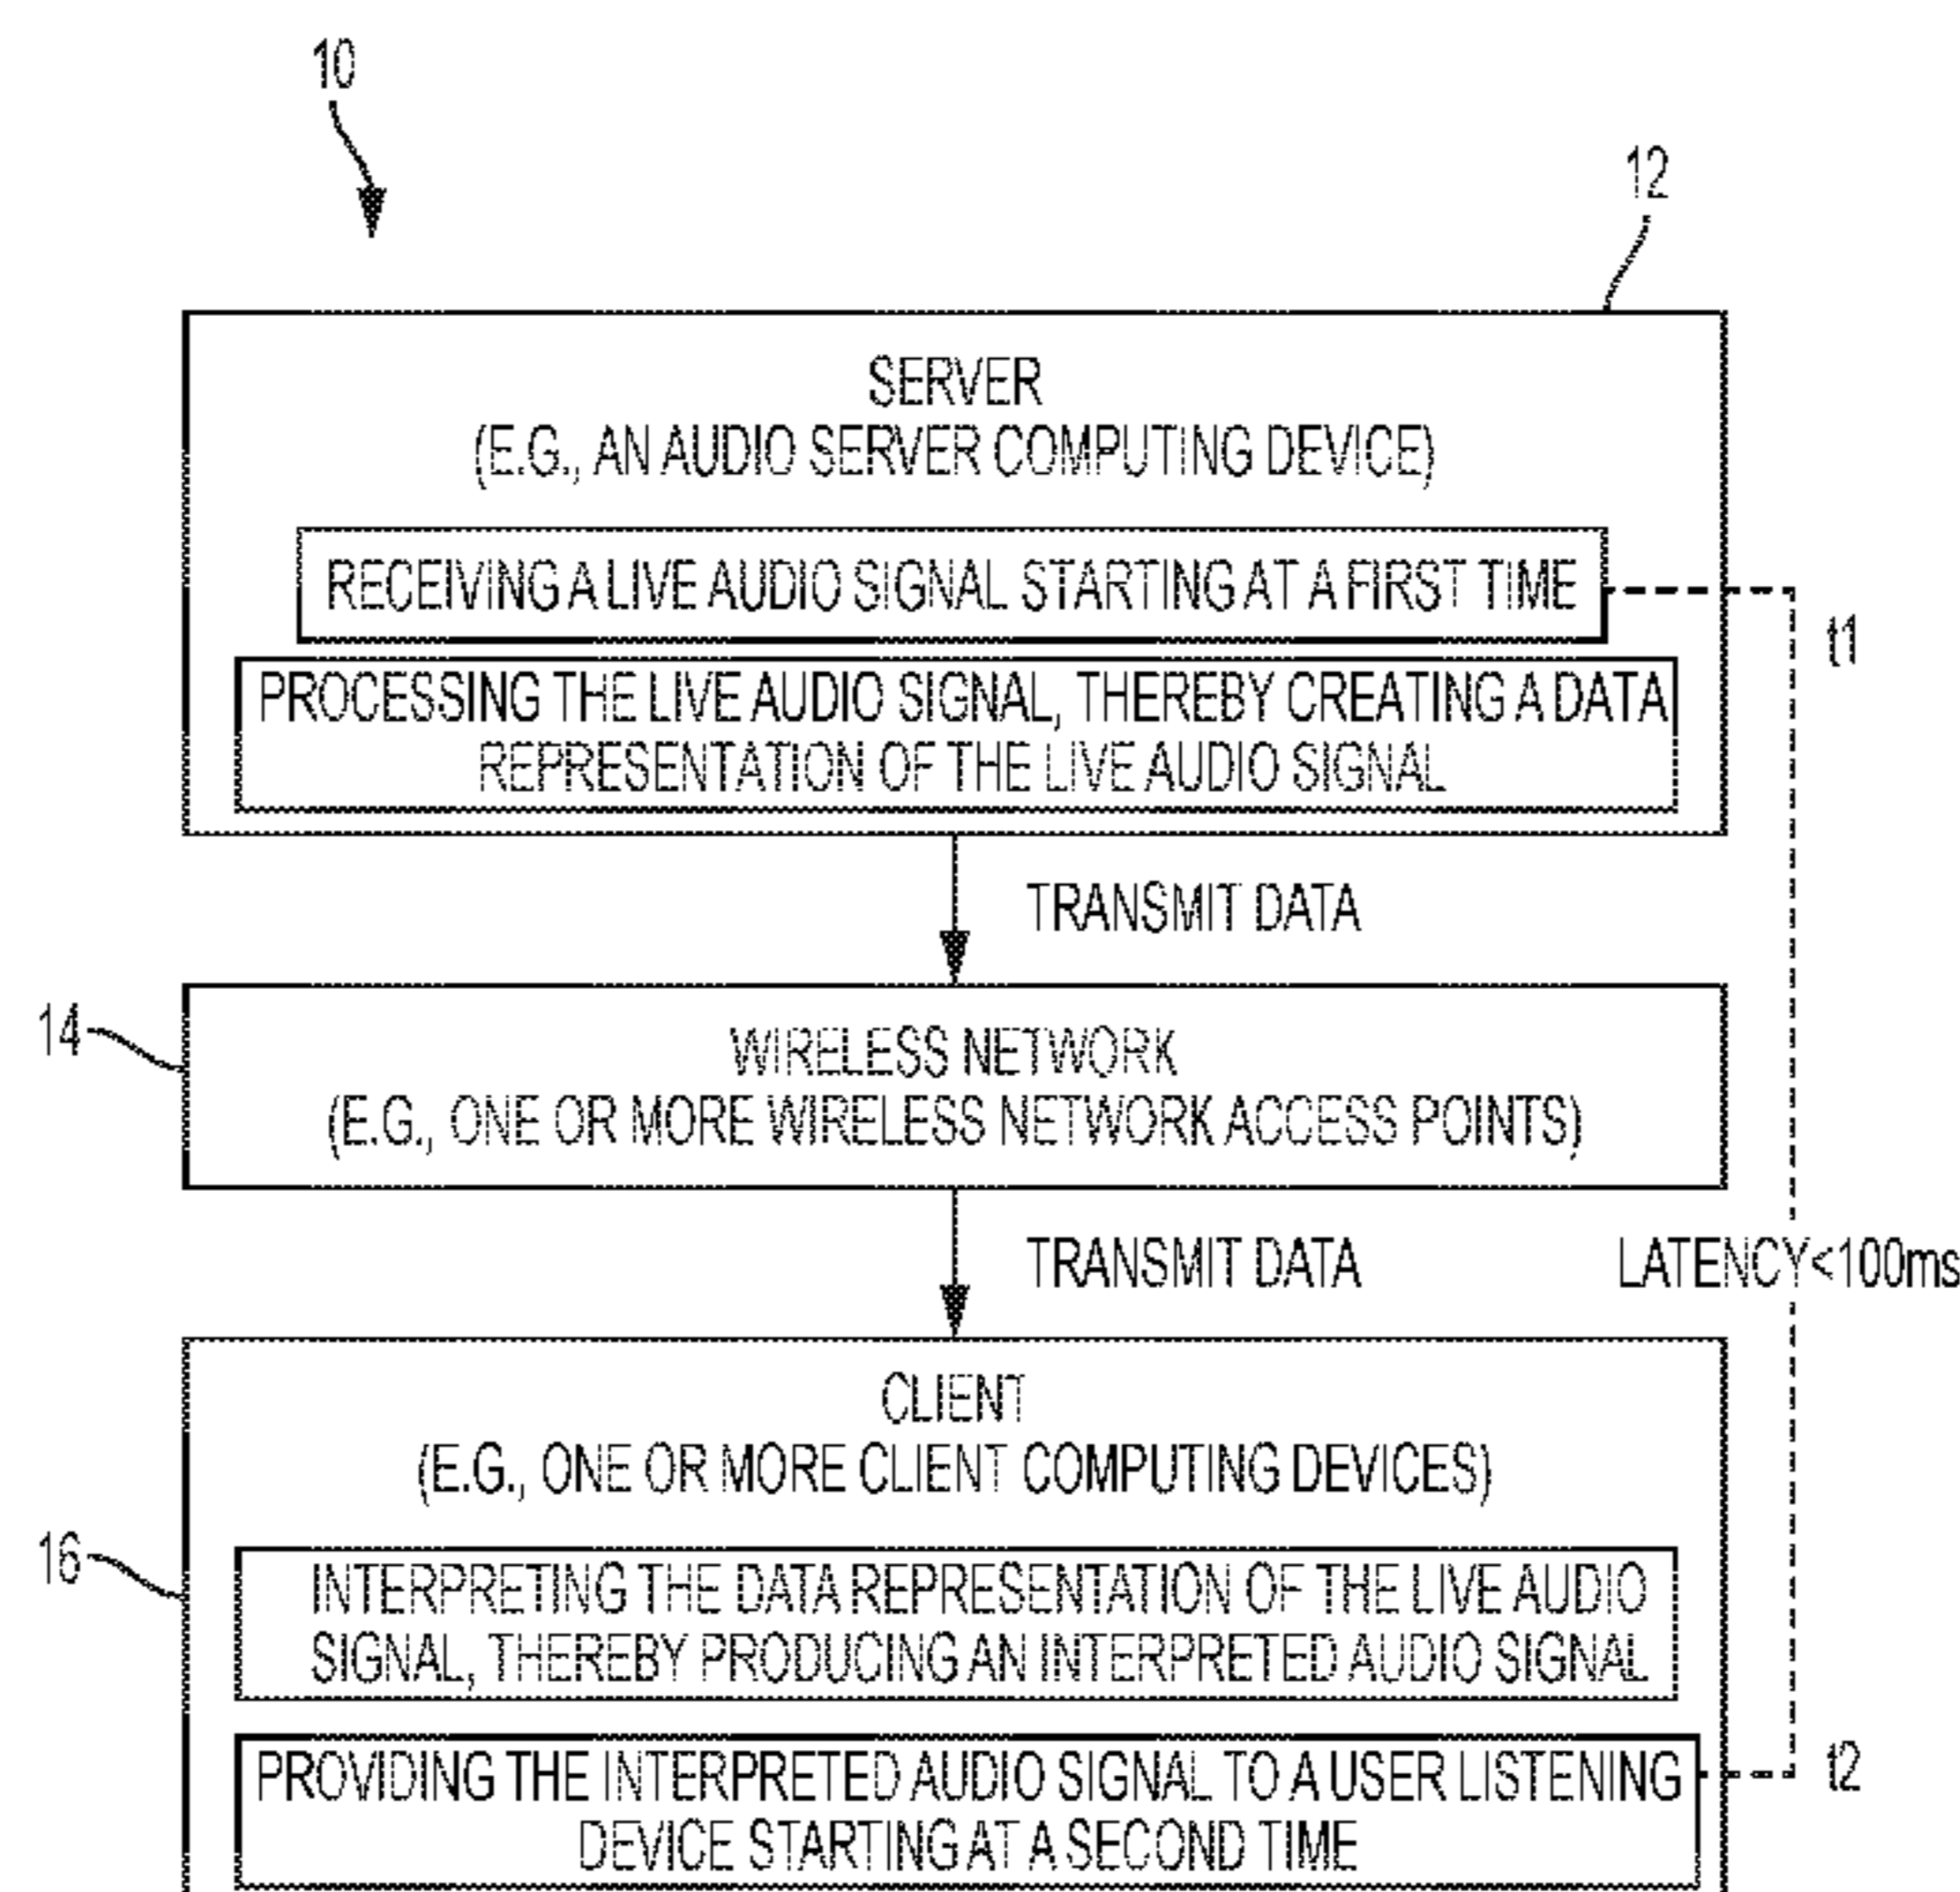 10
12
SERVER
(E.G., AN AUDIO SERVER COMPUTING DEVICE)
RECEIVING A LIVE AUDIO SIGNAL STARTING AT A FIRST TIME
t1
PROCESSING THE LIVE AUDIO SIGNAL, THEREBY CREATING A DATA
REPRESENTATION OF THE LIVE AUDIO SIGNAL
TRANSMIT DATA
14
WIRELESS NETWORK
(E.G., ONE OR MORE WIRELESS NETWORK ACCESS POINTS)
TRANSMIT DATA
LATENCY<100ms
CLIENT
(E.G., ONE OR MORE CLIENT COMPUTING DEVICES)
16
INTERPRETING THE DATA REPRESENTATION OF THE LIVE AUDIO
SIGNAL, THEREBY PRODUCING AN INTERPRETED AUDIO SIGNAL
PROVIDING THE INTERPRETED AUDIO SIGNAL TO A USER LISTENING
DEVICE STARTING AT A SECOND TIME
t2